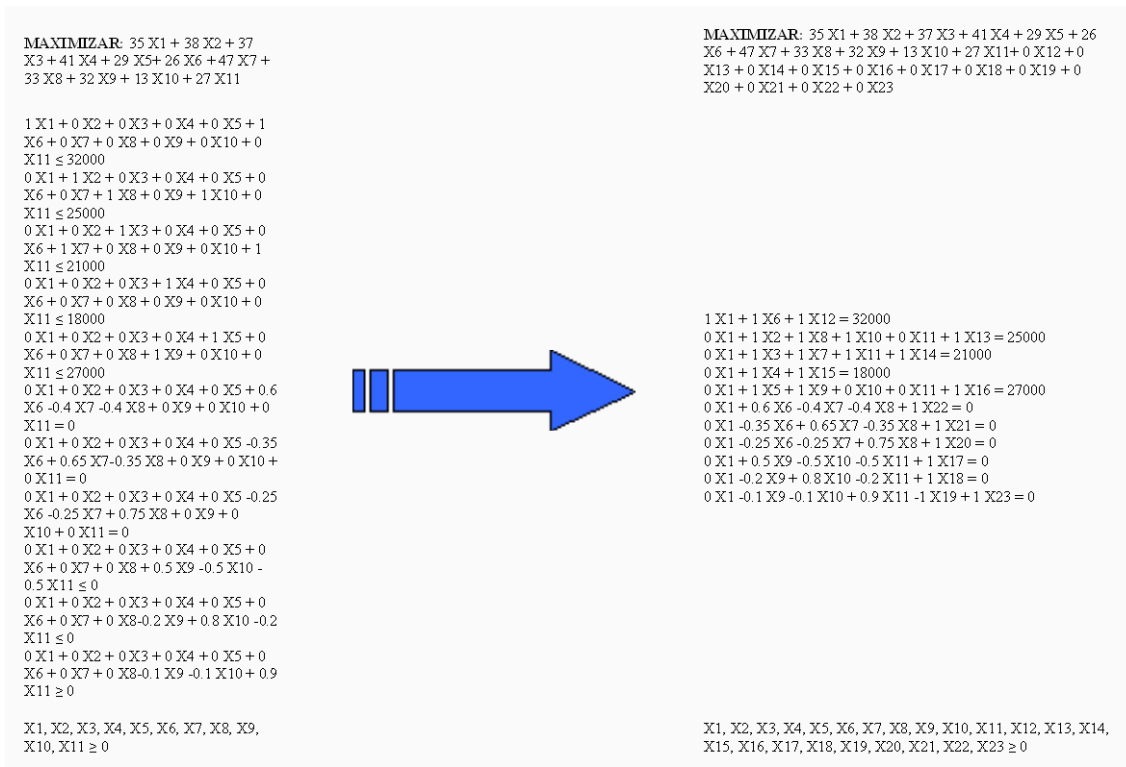 MAXIMIZAR: 35 X1 + 38 X2 + 37
X3 + 41 X4 + 29 X5+ 26 X6 + 47 X7 +
33 X8 + 32 X9 + 13 X10 + 27 X11
1 X1 + 0 X2 + 0 X3 + 0 X4 + 0 X5 + 1
X6 + 0 X7 + 0 X8 + 0 X9 + 0 X10 + 0
X11 ≤ 32000
0 X1 + 1 X2 + 0 X3 + 0 X4 + 0 X5 + 0
X6 + 0 X7 + 1 X8 + 0 X9 + 1 X10 + 0
X11 ≤ 25000
0 X1 + 0 X2 + 1 X3 + 0 X4 + 0 X5 + 0
X6 + 1 X7 + 0 X8 + 0 X9 + 0 X10 + 1
X11 ≤ 21000
0 X1 + 0 X2 + 0 X3 + 1 X4 + 0 X5 + 0
X6 + 0 X7 + 0 X8 + 0 X9 + 0 X10 + 0
X11 ≤ 18000
0 X1 + 0 X2 + 0 X3 + 0 X4 + 1 X5 + 0
X6 + 0 X7 + 0 X8 + 1 X9 + 0 X10 + 0
X11 ≤ 27000
0 X1 + 0 X2 + 0 X3 + 0 X4 + 0 X5 + 0.6
X6 -0.4 X7 -0.4 X8 + 0 X9 + 0 X10 + 0
X11 = 0
0 X1 + 0 X2 + 0 X3 + 0 X4 + 0 X5 -0.35
X6 + 0.65 X7-0.35 X8 + 0 X9 + 0 X10 +
0 X11 = 0
0 X1 + 0 X2 + 0 X3 + 0 X4 + 0 X5 -0.25
X6 -0.25 X7 + 0.75 X8 + 0 X9 + 0
X10 + 0 X11 = 0
0 X1 + 0 X2 + 0 X3 + 0 X4 + 0 X5 + 0
X6 + 0 X7 + 0 X8 + 0.5 X9 -0.5 X10 -
0.5 X11 ≤ 0
0 X1 + 0 X2 + 0 X3 + 0 X4 + 0 X5 + 0
X6 + 0 X7 + 0 X8-0.2 X9 + 0.8 X10 -0.2
X11 ≤ 0
0 X1 + 0 X2 + 0 X3 + 0 X4 + 0 X5 + 0
X6 + 0 X7 + 0 X8-0.1 X9 -0.1 X10 + 0.9
X11 ≥ 0
X1, X2, X3, X4, X5, X6, X7, X8, X9,
X10, X11 ≥ 0
MAXIMIZAR: 35 X1 + 38 X2 + 37 X3 + 41 X4 + 29 X5 + 26
X6 + 47 X7 + 33 X8 + 32 X9 + 13 X10 + 27 X11+ 0 X12 + 0
X13 + 0 X14 + 0 X15 + 0 X16 + 0 X17 + 0 X18 + 0 X19 + 0
X20 + 0 X21 + 0 X22 + 0 X23
1 X1 + 1 X6 + 1 X12 = 32000
0 X1 + 1 X2 + 1 X8 + 1 X10 + 0 X11 + 1 X13 = 25000
0 X1 + 1 X3 + 1 X7 + 1 X11 + 1 X14 = 21000
0 X1 + 1 X4 + 1 X15 = 18000
0 X1 + 1 X5 + 1 X9 + 0 X10 + 0 X11 + 1 X16 = 27000
0 X1 + 0.6 X6 -0.4 X7 -0.4 X8 + 1 X22 = 0
0 X1 -0.35 X6 + 0.65 X7 -0.35 X8 + 1 X21 = 0
0 X1 -0.25 X6 -0.25 X7 + 0.75 X8 + 1 X20 = 0
0 X1 + 0.5 X9 -0.5 X10 -0.5 X11 + 1 X17 = 0
0 X1 -0.2 X9 + 0.8 X10 -0.2 X11 + 1 X18 = 0
0 X1 -0.1 X9 -0.1 X10 + 0.9 X11 -1 X19 + 1 X23 = 0
X1, X2, X3, X4, X5, X6, X7, X8, X9, X10, X11, X12, X13, X14,
X15, X16, X17, X18, X19, X20, X21, X22, X23 ≥ 0